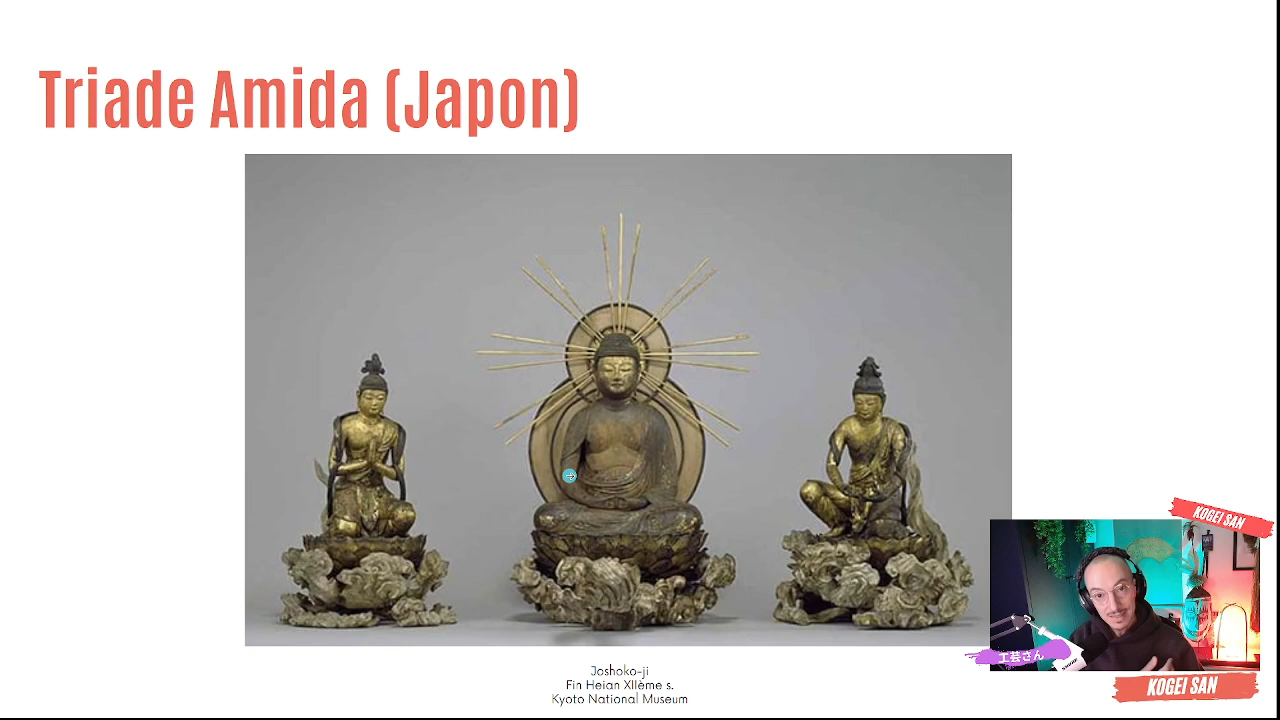 Triade Amida (Japon)
Joshoko-ji
Fin Heian XIIème s.
Kyoto National Museum
KOGEI SAN
工芸さん
KOGEI SAN